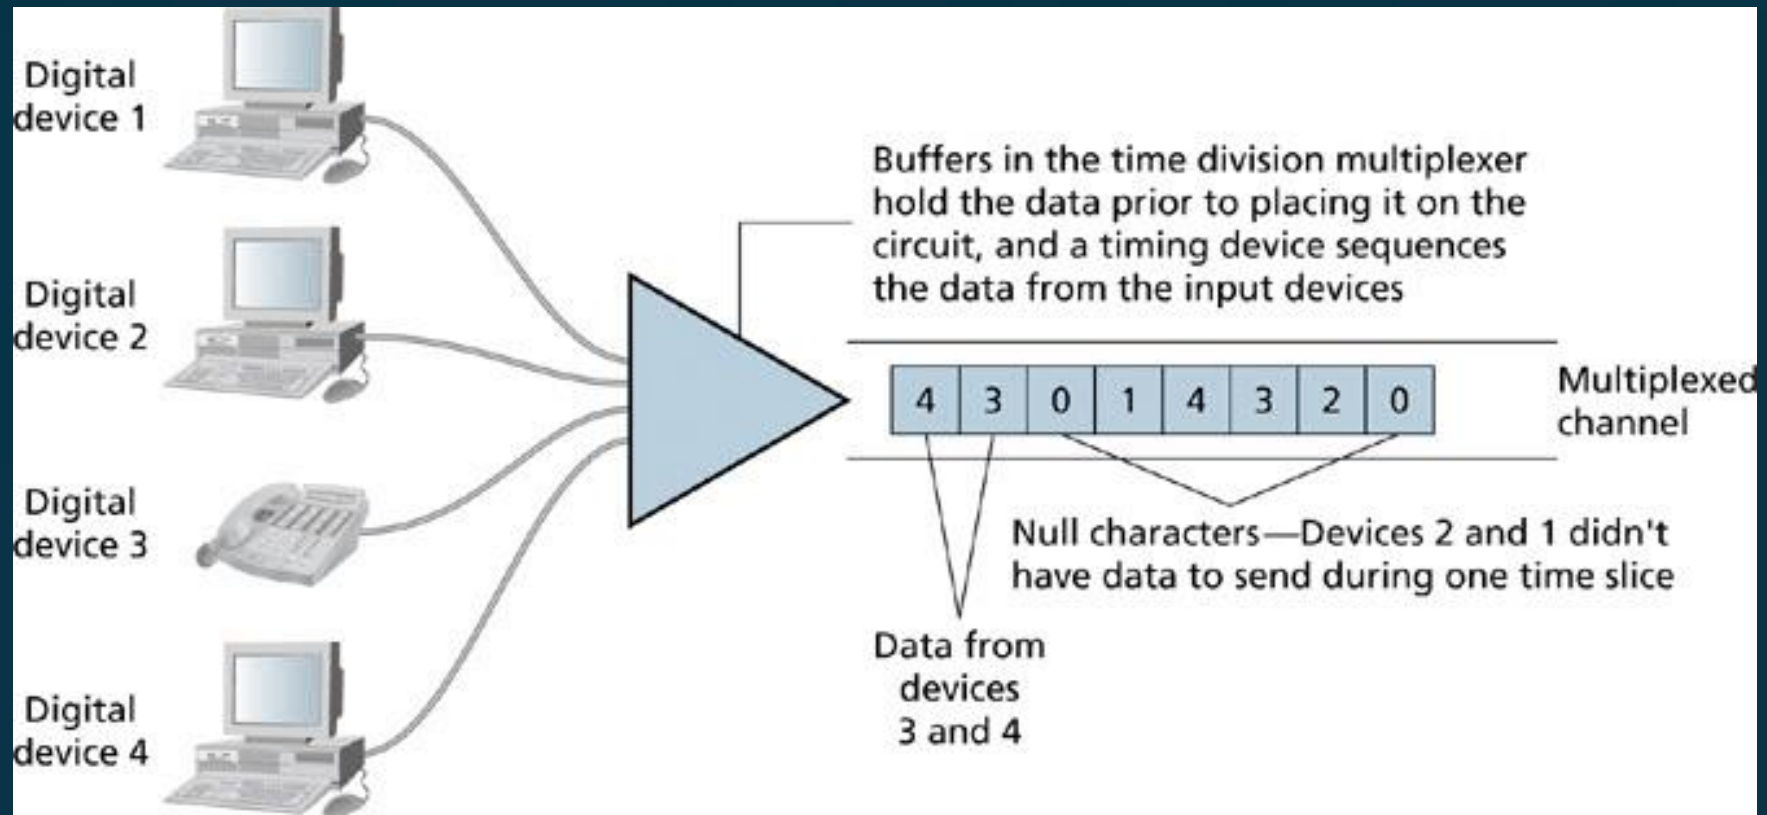 Digital
device 1
Digital
device 2
Digital
device 3
Digital
device 4
Buffers in the time division multiplexer
hold the data prior to placing it on the
circuit, and a timing device sequences
the data from the input devices
4 3 0 1 4 3 2 0
Multiplexed
channel
Null characters—Devices 2 and 1 didn't
have data to send during one time slice
Data from
devices
3 and 4